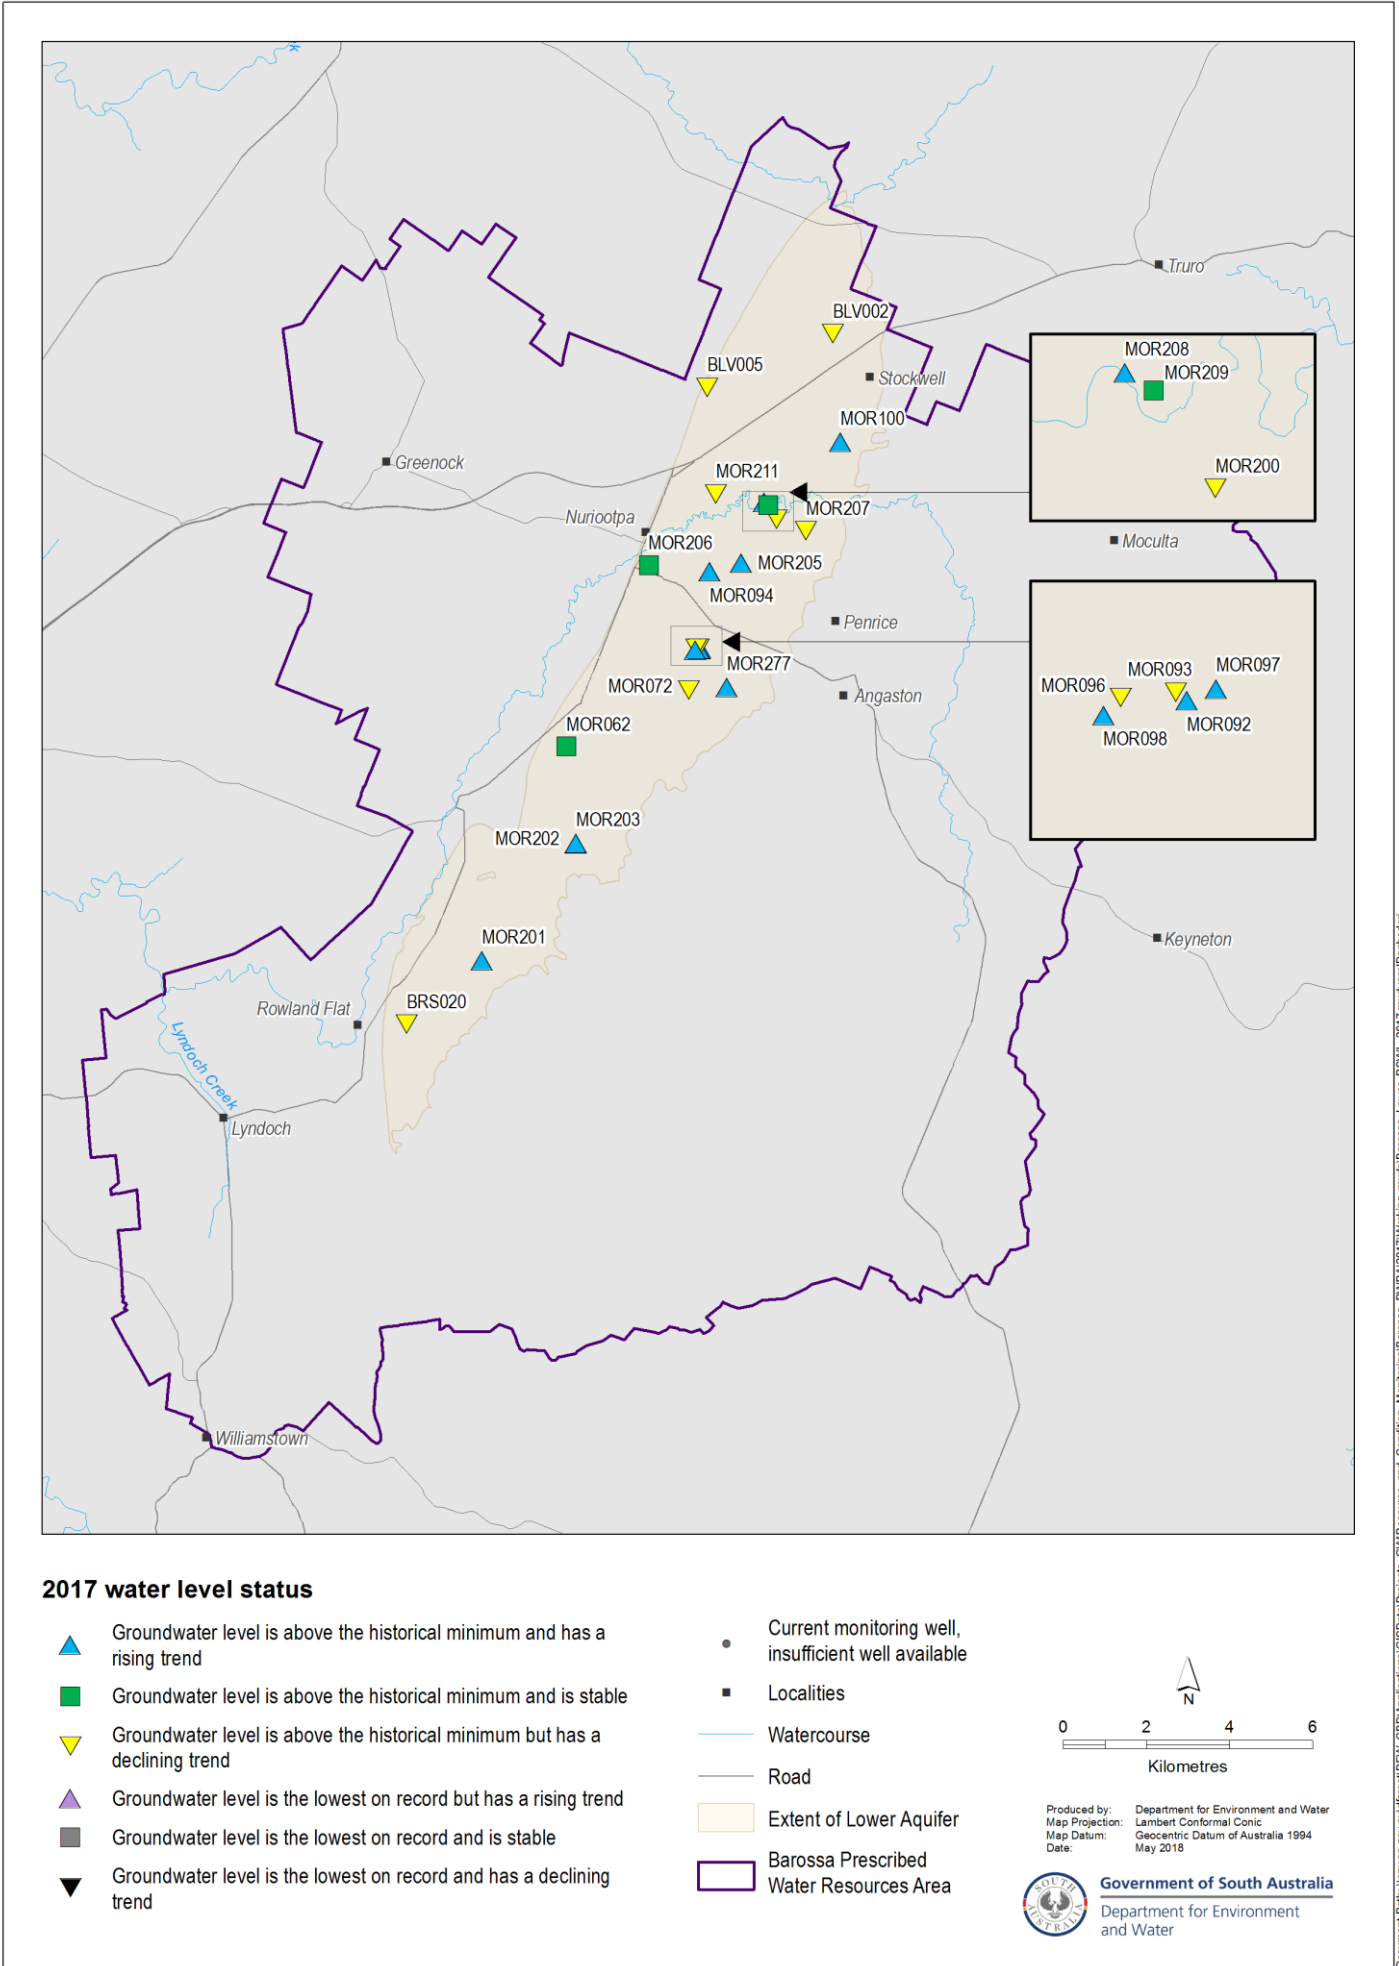 Truro
BLV002
MOR208
BLV005
MOR209
Stockwell
MOR100
Greenock
MOR211
MOR200
MOR207
Nuriootpa
MOR206
Moculta
MOR205
MOR094
Penrice
MOR277
MOR093
MOR097
MOR096
MOR072
Angaston
MOR092
MOR098
MOR062
MOR203
MOR202
MOR201
Keyneton
BRS020
Rowland Flat
Lyndoch Creek
Lyndoch
Williamstown
2017 water level status
Groundwater level is above the historical minimum and has a
rising trend
Groundwater level is above the historical minimum and is stable
Groundwater level is above the historical minimum but has a
declining trend
Groundwater level is the lowest on record but has a rising trend
Groundwater level is the lowest on record and is stable
Groundwater level is the lowest on record and has a declining
trend
Current monitoring well,
insufficient well available
Localities
Watercourse
Road
Extent of Lower Aquifer
Barossa Prescribed
Water Resources Area
N
0 2 4 6
Kilometres
Produced by: Department for Environment and Water
Map Projection: Lambert Conformal Conic
Map Datum: Geocentric Datum of Australia 1994
Date: May 2018
SOUTH AUSTRALIA
Government of South Australia
Department for Environment
and Water